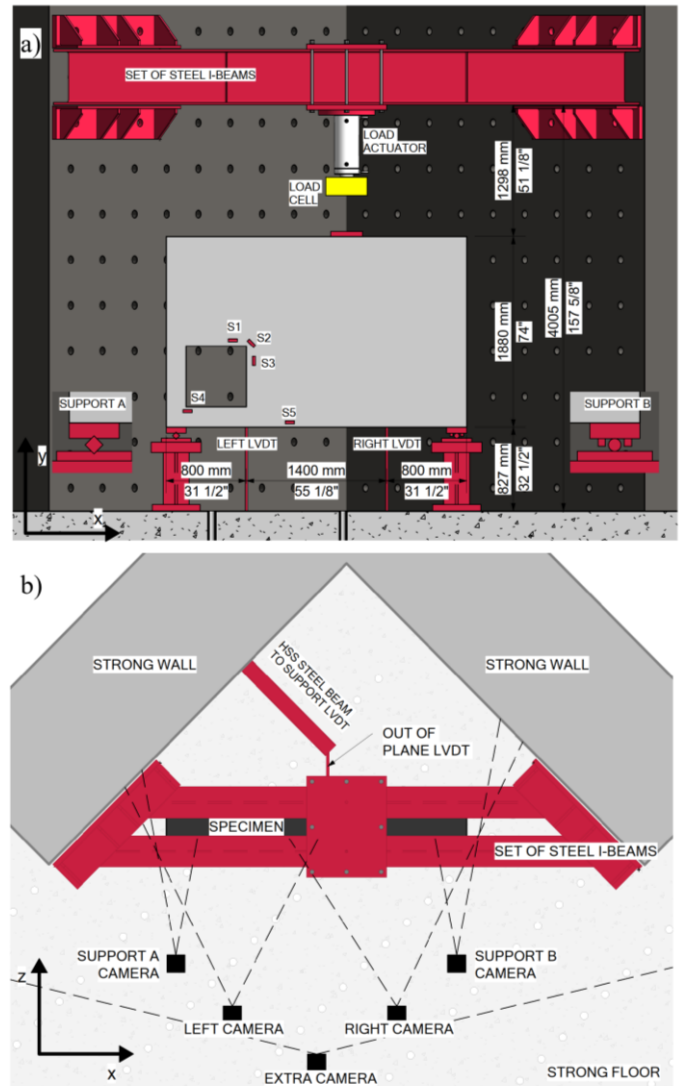 a)
SET OF STEEL I-BEAMS
LOAD
ACTUATOR
LOAD
CELL
1298 mm
51 1/8"
S1
S2
S3
S4
S5
1880 mm
74"
4005 mm
157 5/8"
SUPPORT A
SUPPORT B
LEFT LVDT
RIGHT LVDT
800 mm
31 1/2"
1400 mm
55 1/8"
800 mm
31 1/2"
827 mm
32 1/2"
y
x
b)
STRONG WALL
STRONG WALL
HSS STEEL BEAM
TO SUPPORT LVDT
OUT OF
PLANE LVDT
SPECIMEN
SET OF STEEL I-BEAMS
SUPPORT A
CAMERA
SUPPORT B
CAMERA
z
LEFT CAMERA
RIGHT CAMERA
x
EXTRA CAMERA
STRONG FLOOR